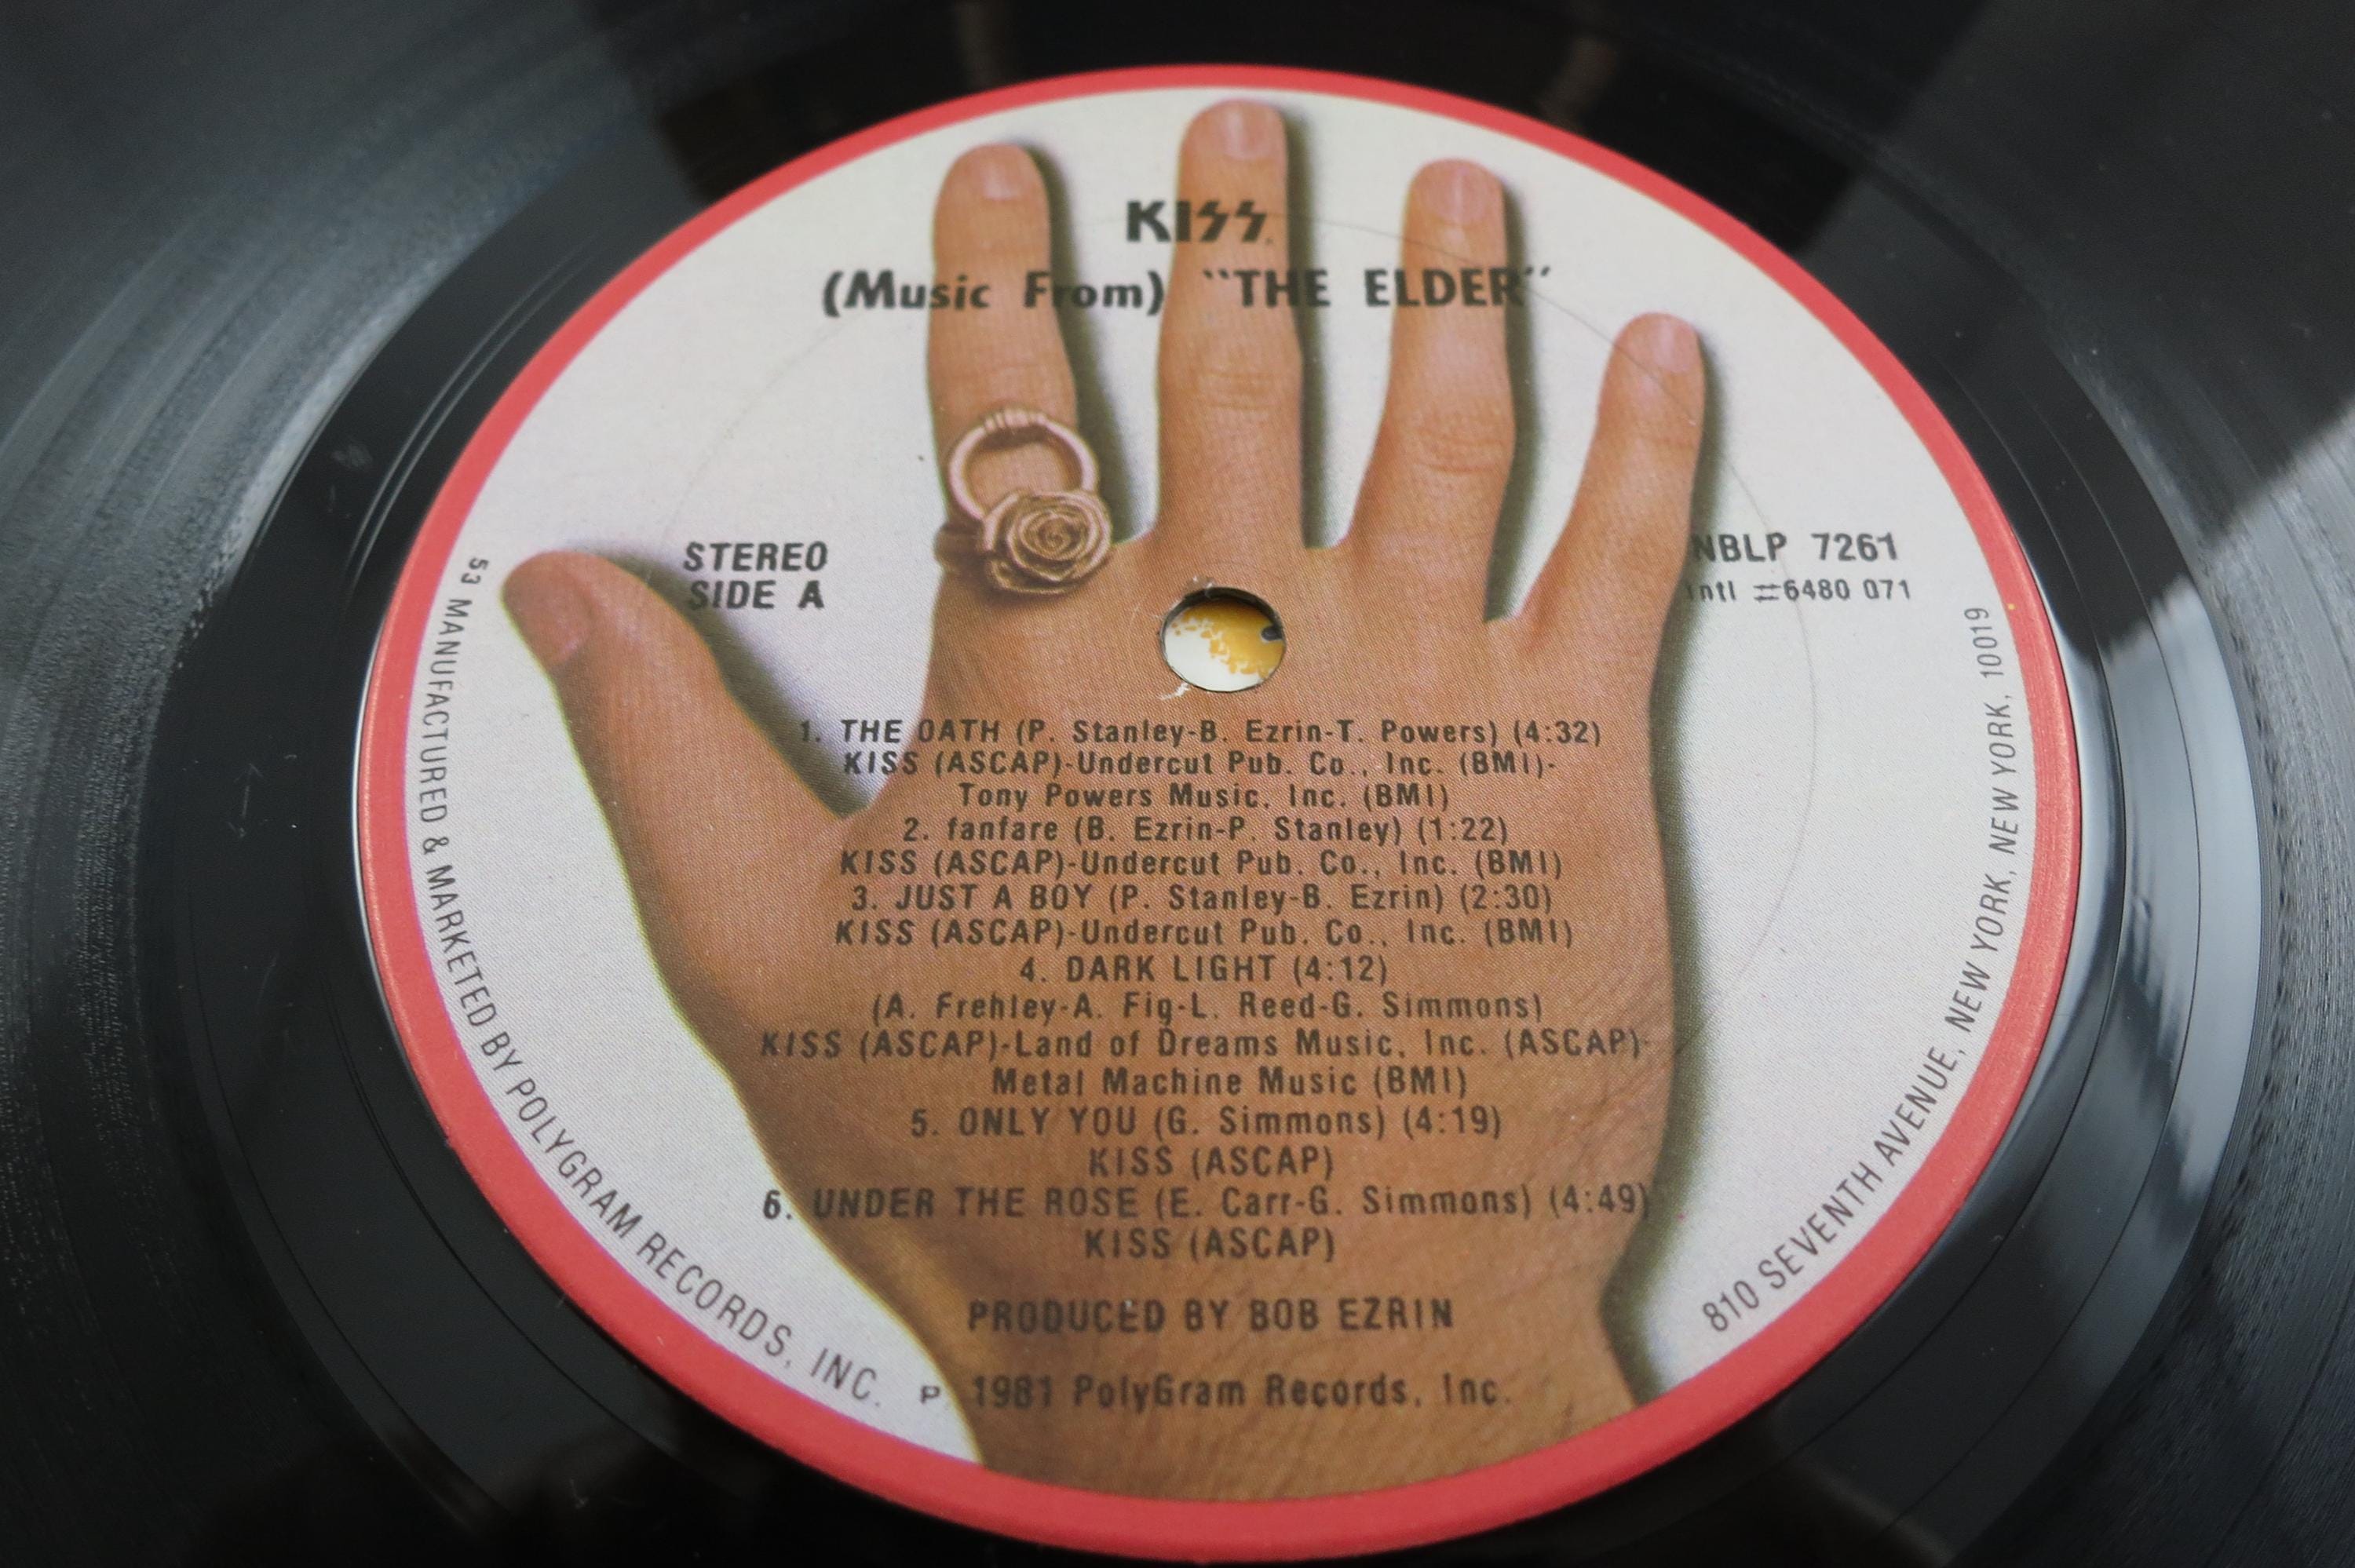 KISS
(Music From) "THE ELDER"
STEREO
SIDE A
NBLP 7261
Intl #6480 071
1. THE OATH (P. Stanley-B. Ezrin-T. Powers) (4:32)
KISS (ASCAP)-Undercut Pub. Co., Inc. (BMI)-
Tony Powers Music, Inc. (BMI)
2. fanfare (B. Ezrin-P. Stanley) (1:22)
KISS (ASCAP)-Undercut Pub. Co., Inc. (BMI)
3. JUST A BOY (P. Stanley-B. Ezrin) (2:30)
KISS (ASCAP)-Undercut Pub. Co., Inc. (BMI)
4. DARK LIGHT (4:12)
(A. Frehley-A. Fig-L. Reed-G. Simmons)
KISS (ASCAP)-Land of Dreams Music, Inc. (ASCAP)-
Metal Machine Music (BMI)
5. ONLY YOU (G. Simmons) (4:19)
KISS (ASCAP)
6. UNDER THE ROSE (E. Carr-G. Simmons) (4:49)
KISS (ASCAP)
PRODUCED BY BOB EZRIN
P 1981 PolyGram Records, Inc.
53 MANUFACTURED & MARKETED BY POLYGRAM RECORDS, INC.
810 SEVENTH AVENUE, NEW YORK, NEW YORK, 10019